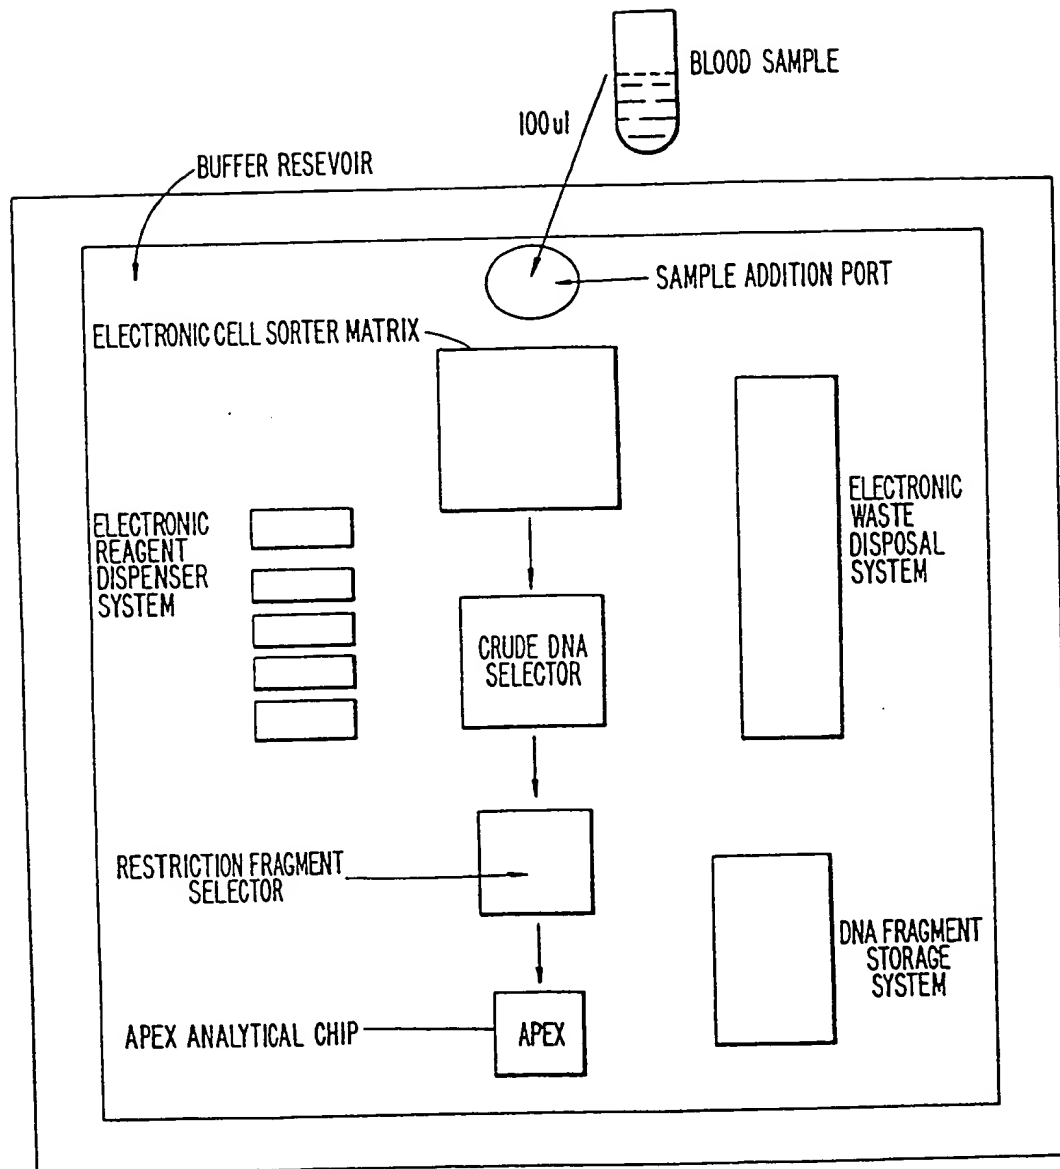 BLOOD SAMPLE
100ul
BUFFER RESEVOIR
SAMPLE ADDITION PORT
ELECTRONIC CELL SORTER MATRIX
ELECTRONIC
REAGENT
DISPENSER
SYSTEM
ELECTRONIC
WASTE
DISPOSAL
SYSTEM
CRUDE DNA
SELECTOR
RESTRICTION FRAGMENT
SELECTOR
DNA FRAGMENT
STORAGE
SYSTEM
APEX ANALYTICAL CHIP
APEX